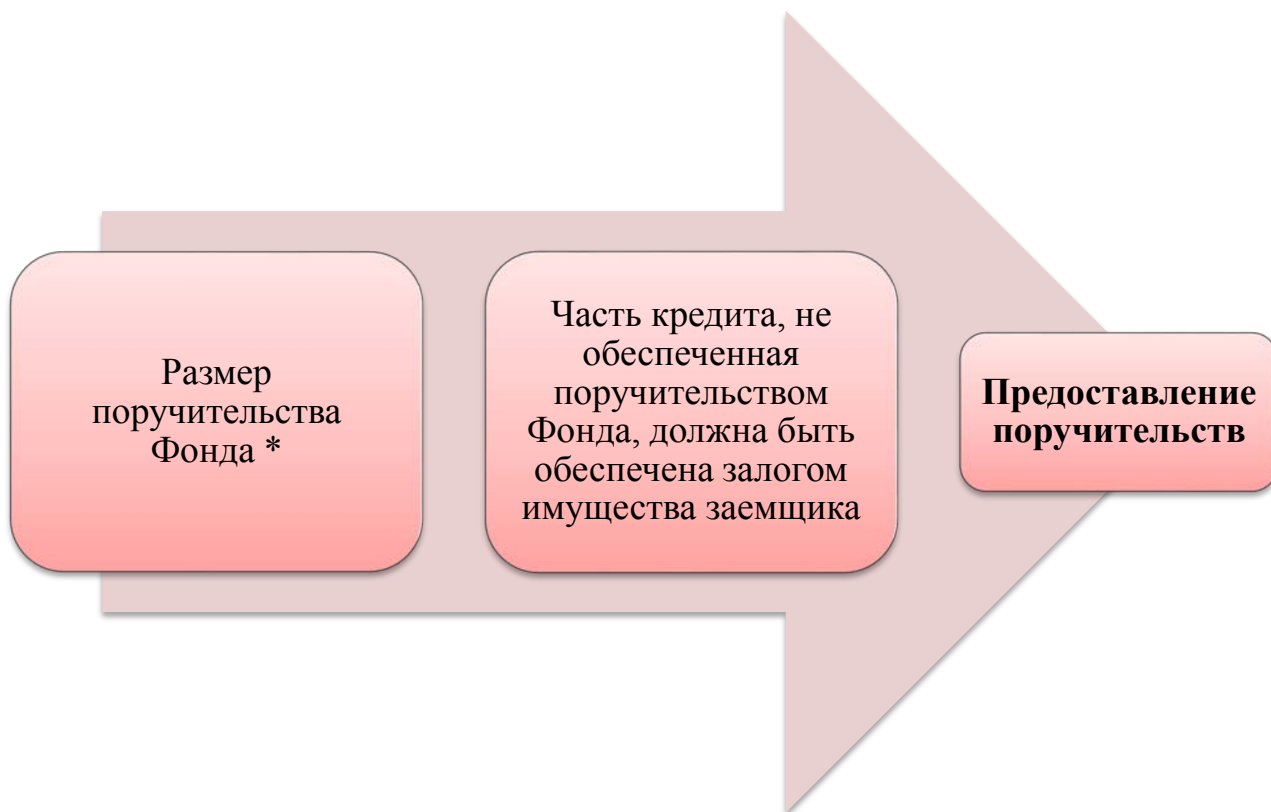 Размер
поручительства
Фонда *
Часть кредита, не
обеспеченная
поручительством
Фонда, должна быть
обеспечена залогом
имущества заемщика
Предоставление
поручительств